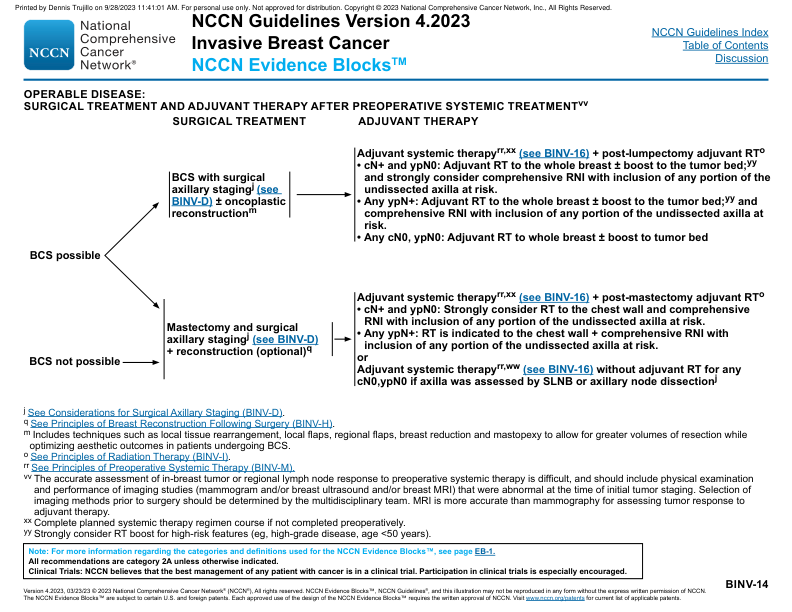 Printed by Dennis Trujillo on 9/28/2023 11:41:01 AM. For personal use only. Not approved for distribution. Copyright © 2023 National Comprehensive Cancer Network, Inc., All Rights Reserved.
NCCN
National
Comprehensive
Cancer
Network®
NCCN Guidelines Version 4.2023
Invasive Breast Cancer
NCCN Evidence Blocks™
NCCN Guidelines Index
Table of Contents
Discussion
OPERABLE DISEASE:
SURGICAL TREATMENT AND ADJUVANT THERAPY AFTER PREOPERATIVE SYSTEMIC TREATMENTvv
SURGICAL TREATMENT
ADJUVANT THERAPY
BCS possible
BCS not possible
BCS with surgical
axillary stagingj (see
BINV-D) ± oncoplastic
reconstructionm
Adjuvant systemic therapyrr,xx (see BINV-16) + post-lumpectomy adjuvant RTo
• cN+ and ypN0: Adjuvant RT to the whole breast ± boost to the tumor bed;yy
and strongly consider comprehensive RNI with inclusion of any portion of the
undissected axilla at risk.
• Any ypN+: Adjuvant RT to the whole breast ± boost to the tumor bed;yy and
comprehensive RNI with inclusion of any portion of the undissected axilla at
risk.
• Any cN0, ypN0: Adjuvant RT to whole breast ± boost to tumor bed
Mastectomy and surgical
axillary stagingj (see BINV-D)
+ reconstruction (optional)q
Adjuvant systemic therapyrr,xx (see BINV-16) + post-mastectomy adjuvant RTo
• cN+ and ypN0: Strongly consider RT to the chest wall and comprehensive
RNI with inclusion of any portion of the undissected axilla at risk.
• Any ypN+: RT is indicated to the chest wall + comprehensive RNI with
inclusion of any portion of the undissected axilla at risk.
or
Adjuvant systemic therapyrr,ww (see BINV-16) without adjuvant RT for any
cN0,ypN0 if axilla was assessed by SLNB or axillary node dissectionj
j See Considerations for Surgical Axillary Staging (BINV-D).
q See Principles of Breast Reconstruction Following Surgery (BINV-H).
m Includes techniques such as local tissue rearrangement, local flaps, regional flaps, breast reduction and mastopexy to allow for greater volumes of resection while
optimizing aesthetic outcomes in patients undergoing BCS.
o See Principles of Radiation Therapy (BINV-I).
rr See Principles of Preoperative Systemic Therapy (BINV-M).
vv The accurate assessment of in-breast tumor or regional lymph node response to preoperative systemic therapy is difficult, and should include physical examination
and performance of imaging studies (mammogram and/or breast ultrasound and/or breast MRI) that were abnormal at the time of initial tumor staging. Selection of
imaging methods prior to surgery should be determined by the multidisciplinary team. MRI is more accurate than mammography for assessing tumor response to
adjuvant therapy.
xx Complete planned systemic therapy regimen course if not completed preoperatively.
yy Strongly consider RT boost for high-risk features (eg, high-grade disease, age <50 years).
Note: For more information regarding the categories and definitions used for the NCCN Evidence Blocks™, see page EB-1.
All recommendations are category 2A unless otherwise indicated.
Clinical Trials: NCCN believes that the best management of any patient with cancer is in a clinical trial. Participation in clinical trials is especially encouraged.
BINV-14
Version 4.2023, 03/23/23 © 2023 National Comprehensive Cancer Network® (NCCN®), All rights reserved. NCCN Evidence Blocks™, NCCN Guidelines®, and this illustration may not be reproduced in any form without the express written permission of NCCN.
The NCCN Evidence Blocks™ are subject to certain U.S. and foreign patents. Each approved use of the design of the NCCN Evidence Blocks™ requires the written approval of NCCN. Visit www.nccn.org/patents for current list of applicable patents.